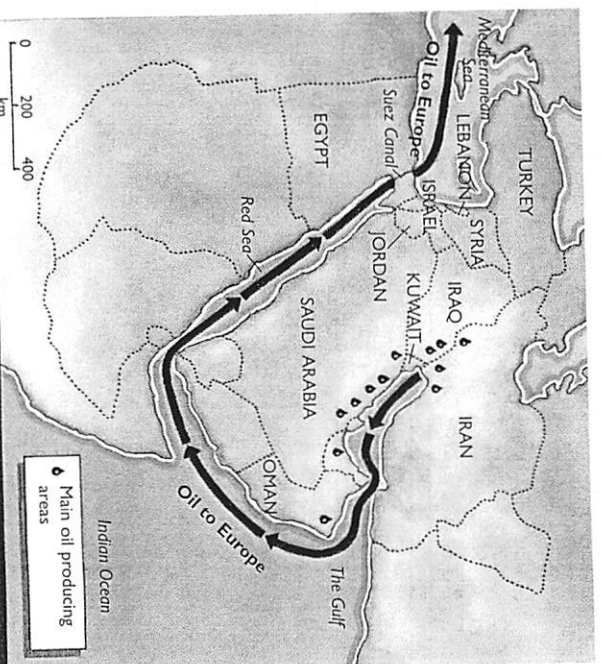 Mediterranean
Sea
TURKEY
LEBANON
SYRIA
ISRAEL
IRAQ
IRAN
Oil to Europe
Suez Canal
JORDAN
KUWAIT
EGYPT
Red Sea
SAUDI ARABIA
OMAN
The Gulf
Oil to Europe
Indian Ocean
0 200 400
km
Main oil producing
areas